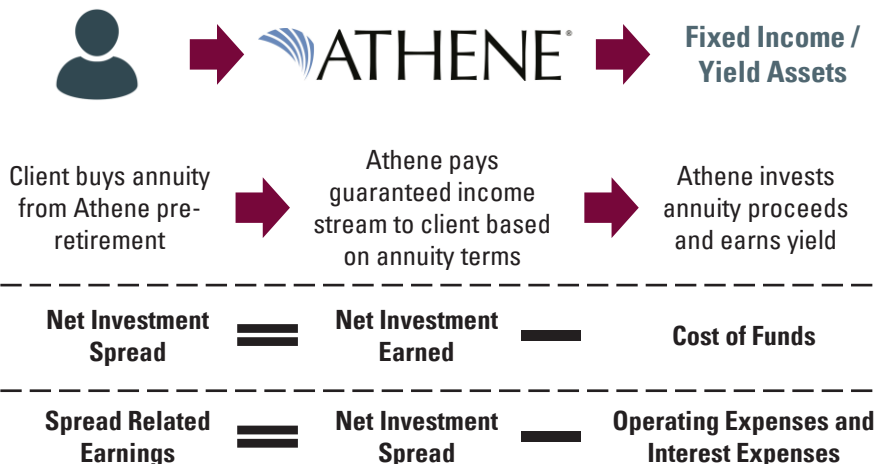 ATHENE®
Fixed Income /
Yield Assets
Client buys annuity
from Athene pre-
retirement
Athene pays
guaranteed income
stream to client based
on annuity terms
Athene invests
annuity proceeds
and earns yield
Net Investment
Spread
Net Investment
Earned
Cost of Funds
Spread Related
Earnings
Net Investment
Spread
Operating Expenses and
Interest Expenses